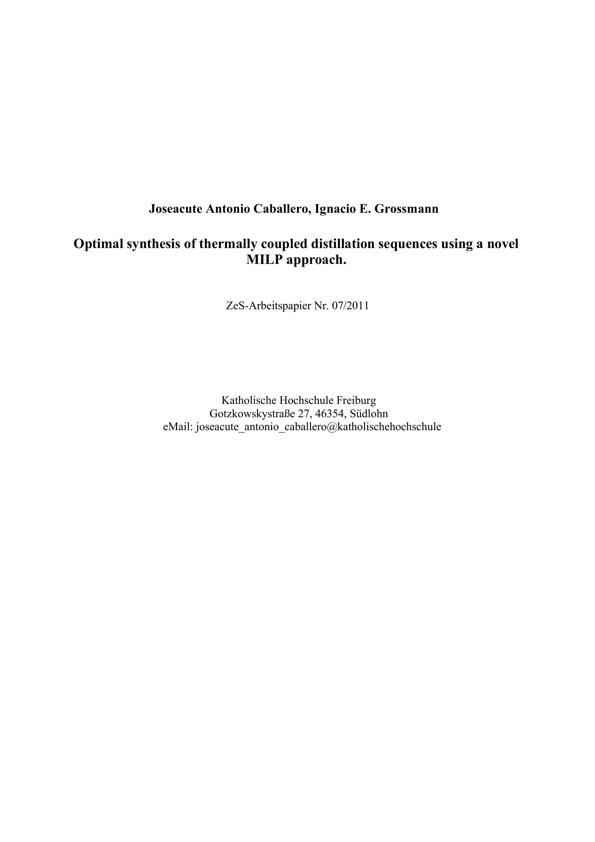 Joseacute Antonio Caballero, Ignacio E. Grossmann
Optimal synthesis of thermally coupled distillation sequences using a novel
MILP approach.
ZeS-Arbeitspapier Nr. 07/2011
Katholische Hochschule Freiburg
Gotzkowskystraße 27, 46354, Südlohn
eMail: joseacute_antonio_caballero@katholischehochschule